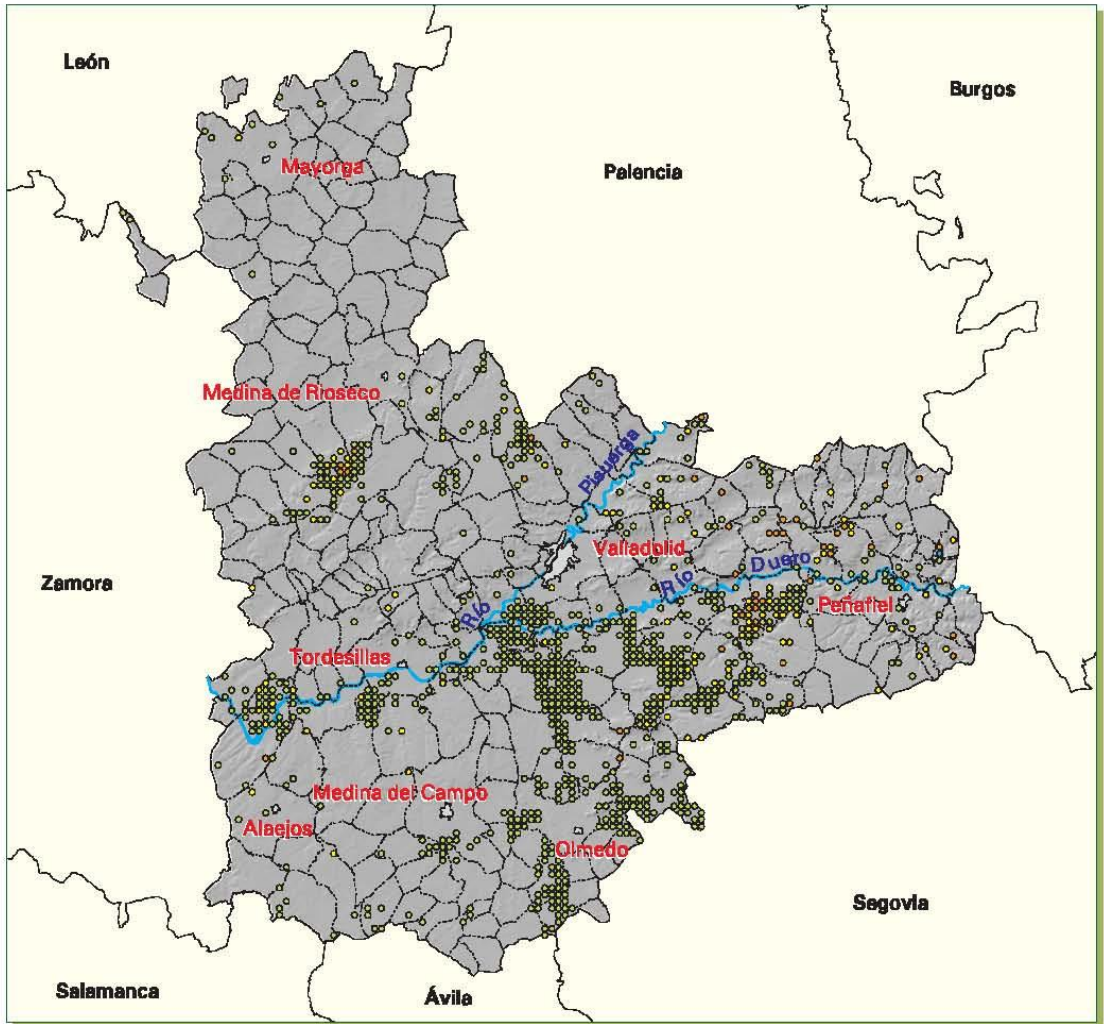 León
Burgos
Mayorga
Palencia
Medina de Rioseco
Pisuerga
Valladolid
Duero
Río
Zamora
Peñafiel
Río
Tordesillas
Medina del Campo
Alaejos
Olmedo
Segovia
Salamanca
Ávila